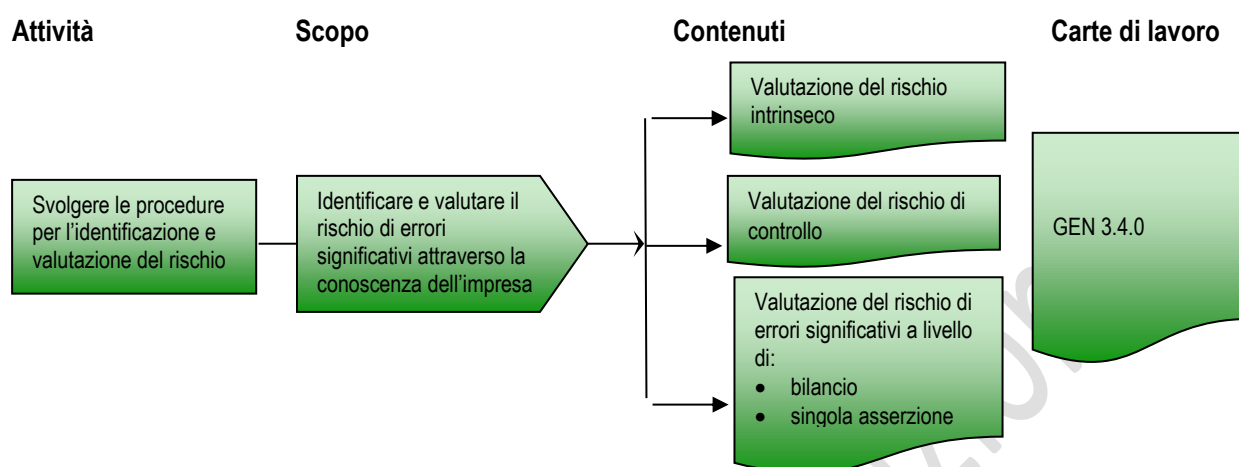 Attività Scopo Contenuti Carte di lavoro
Svolgere le procedure
per l'identificazione e
valutazione del rischio
Identificare e valutare il
rischio di errori
significativi attraverso la
conoscenza dell'impresa
Valutazione del rischio
intrinseco
Valutazione del rischio di
controllo
Valutazione del rischio di
errori significativi a livello
di:
• bilancio
• singola asserzione
GEN 3.4.0